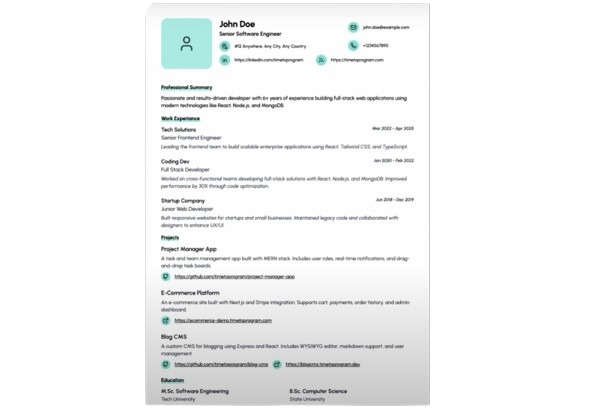 John Doe
Senior Software Engineer
#12 Anywhere, Any City, Any Country
https://linkedin.com/timetoprogram
john.doe@example.com
+1234567890
https://timetoprogram.com
Professional Summary
Passionate and results-driven developer with 6+ years of experience building full-stack web applications using
modern technologies like React, Node.js, and MongoDB.
Work Experience
Tech Solutions
Mar 2022 - Apr 2025
Senior Frontend Engineer
Leading the frontend team to build scalable enterprise applications using React, Tailwind CSS, and TypeScript.
Coding Dev
Jan 2020 - Feb 2022
Full Stack Developer
Worked on cross-functional teams developing full-stack solutions with React, Node.js, and MongoDB. Improved
performance by 30% through code optimization.
Startup Company
Jun 2018 - Dec 2019
Junior Web Developer
Built responsive websites for startups and small businesses. Maintained legacy code and collaborated with
designers to enhance UX/UI
Projects
Project Manager App
A task and team management app built with MERN stack. Includes user roles, real-time notifications, and drag-
and-drop task boards.
https://github.com/timetoprogram/project-manager-app
E-Commerce Platform
An e-commerce site built with Next.js and Stripe integration. Supports cart, payments, order history, and admin
dashboard.
https://ecommerce-demo.timetoprogram.com
Blog CMS
A custom CMS for blogging using Express and React. Includes WYSIWYG editor, markdown support, and user
management.
https://github.com/timetoprogram/blog-cms
https://blogcms.timetoprogram.dev
Education
M.Sc. Software Engineering
B.Sc. Computer Science
Tech University
State University